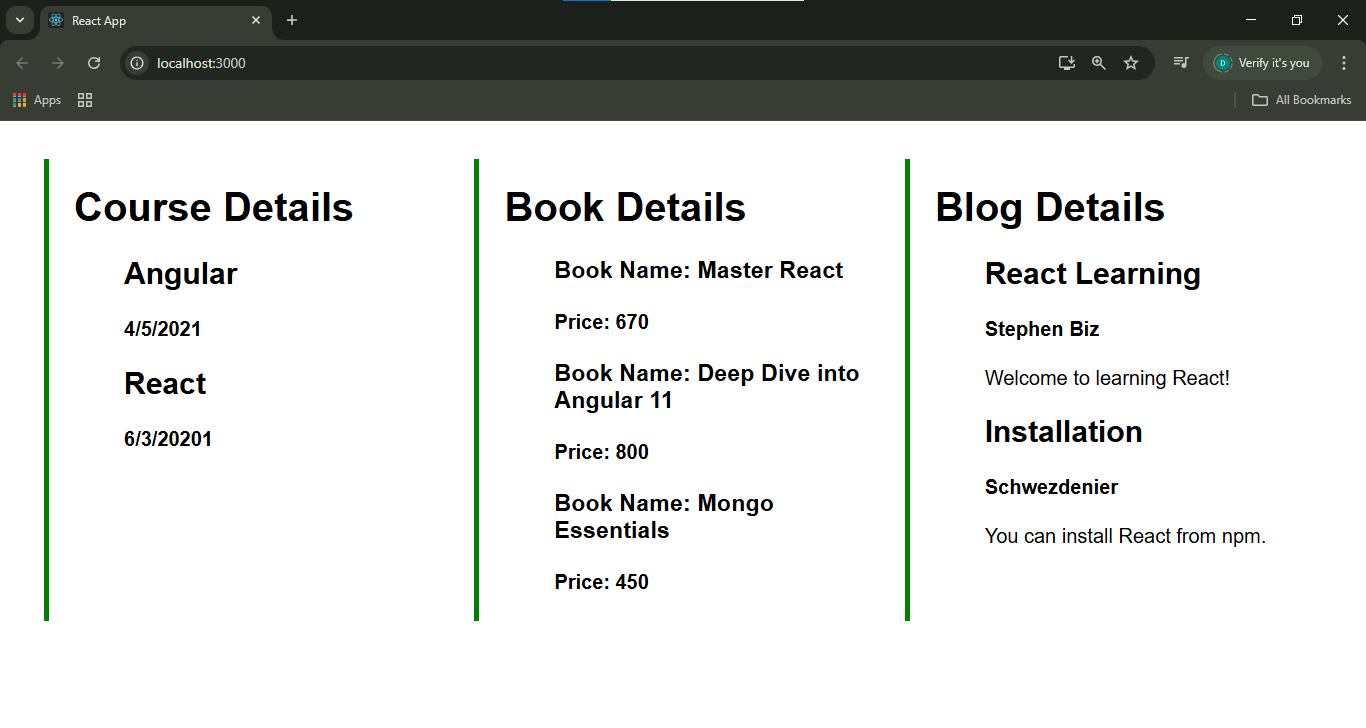 React App
localhost:3000
D
Verify it's you
Apps
All Bookmarks
Course Details
Angular
4/5/2021
React
6/3/20201
Book Details
Book Name: Master React
Price: 670
Book Name: Deep Dive into
Angular 11
Price: 800
Book Name: Mongo
Essentials
Price: 450
Blog Details
React Learning
Stephen Biz
Welcome to learning React!
Installation
Schwezdenier
You can install React from npm.